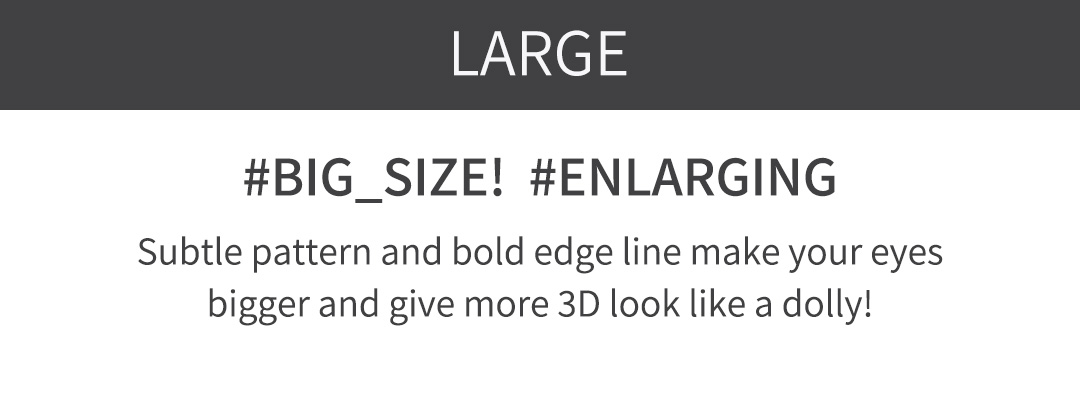 LARGE
#BIG_SIZE! #ENLARGING
Subtle pattern and bold edge line make your eyes
bigger and give more 3D look like a dolly!